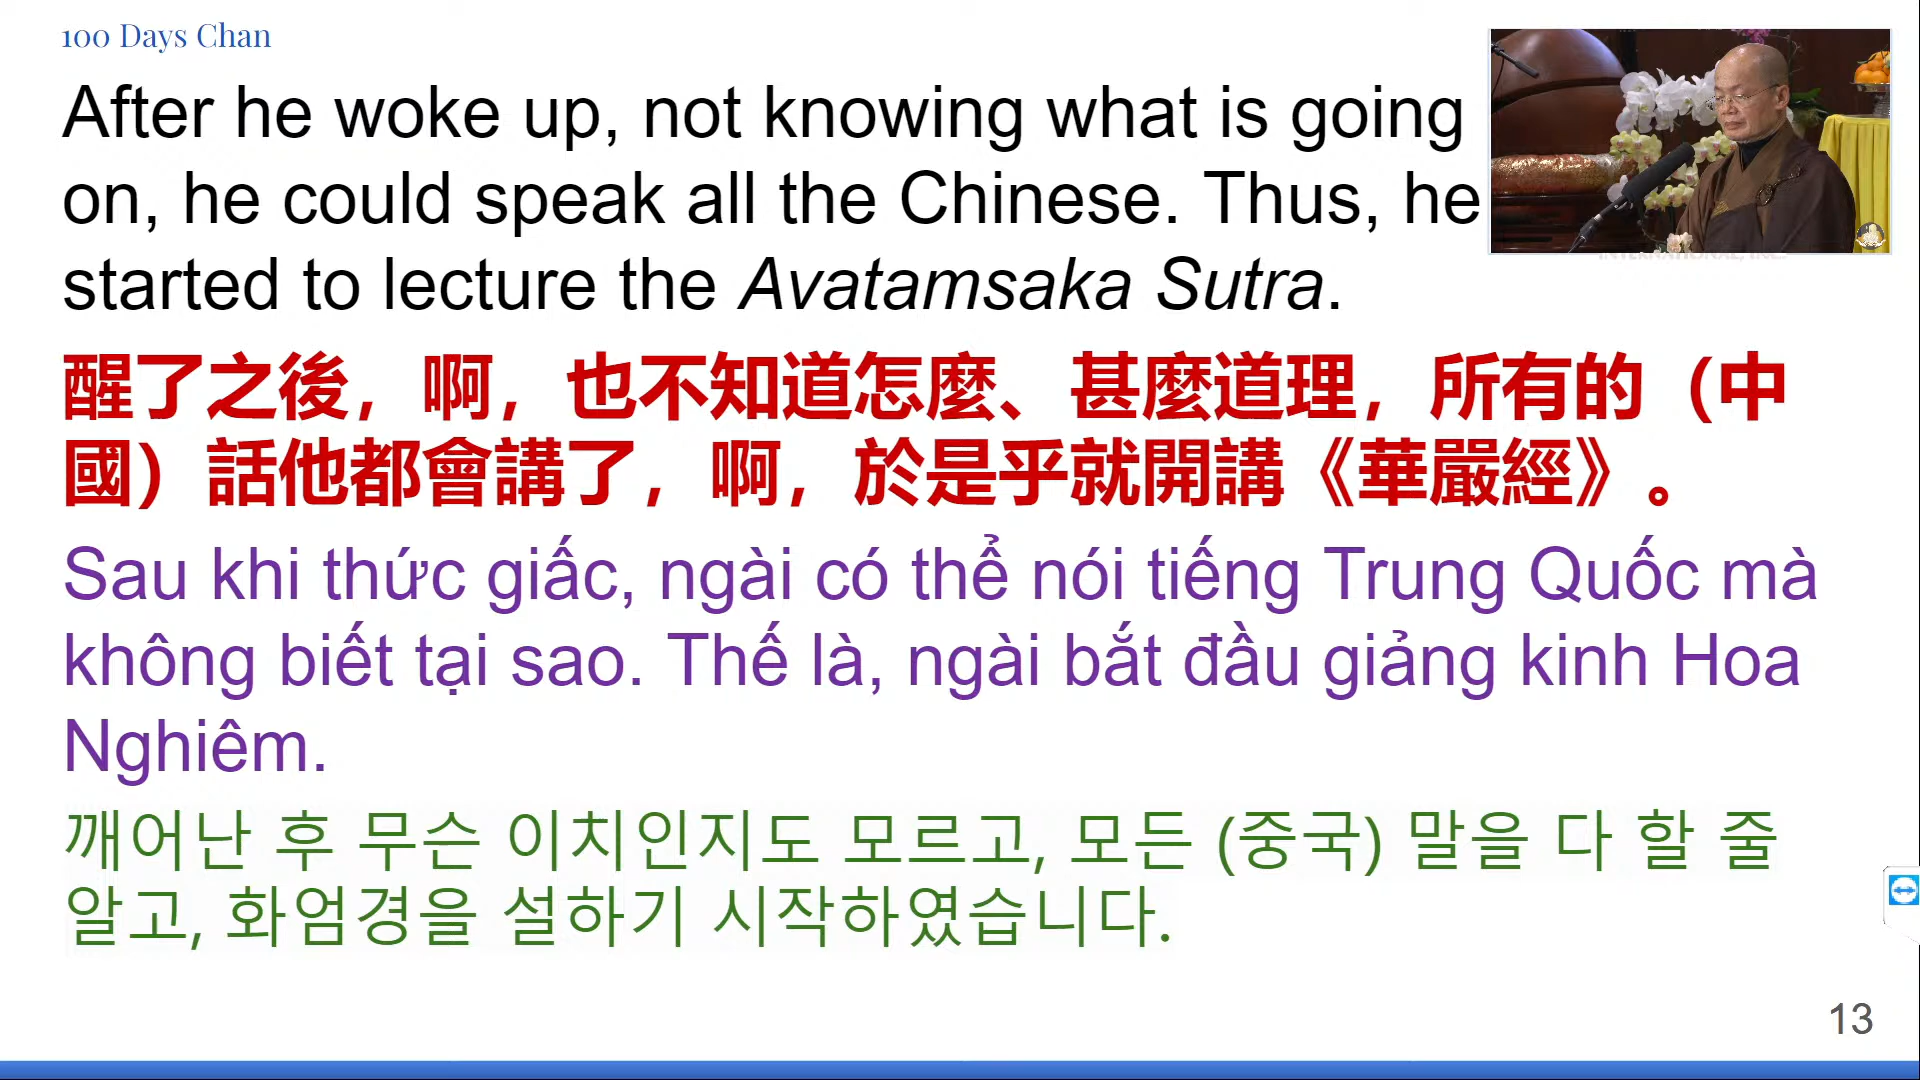 100 Days Chan
After he woke up, not knowing what is going
on, he could speak all the Chinese. Thus, he
started to lecture the Avatamsaka Sutra.
醒了之後，啊，也不知道怎麼、甚麼道理，所有的（中
國）話他都會講了，啊，於是乎就開講《華嚴經》。
Sau khi thức giấc, ngài có thể nói tiếng Trung Quốc mà
không biết tại sao. Thế là, ngài bắt đầu giảng kinh Hoa
Nghiêm.
깨어난 후 무슨 이치인지도 모르고, 모든 (중국) 말을 다 할 줄
알고, 화엄경을 설하기 시작하였습니다.
13